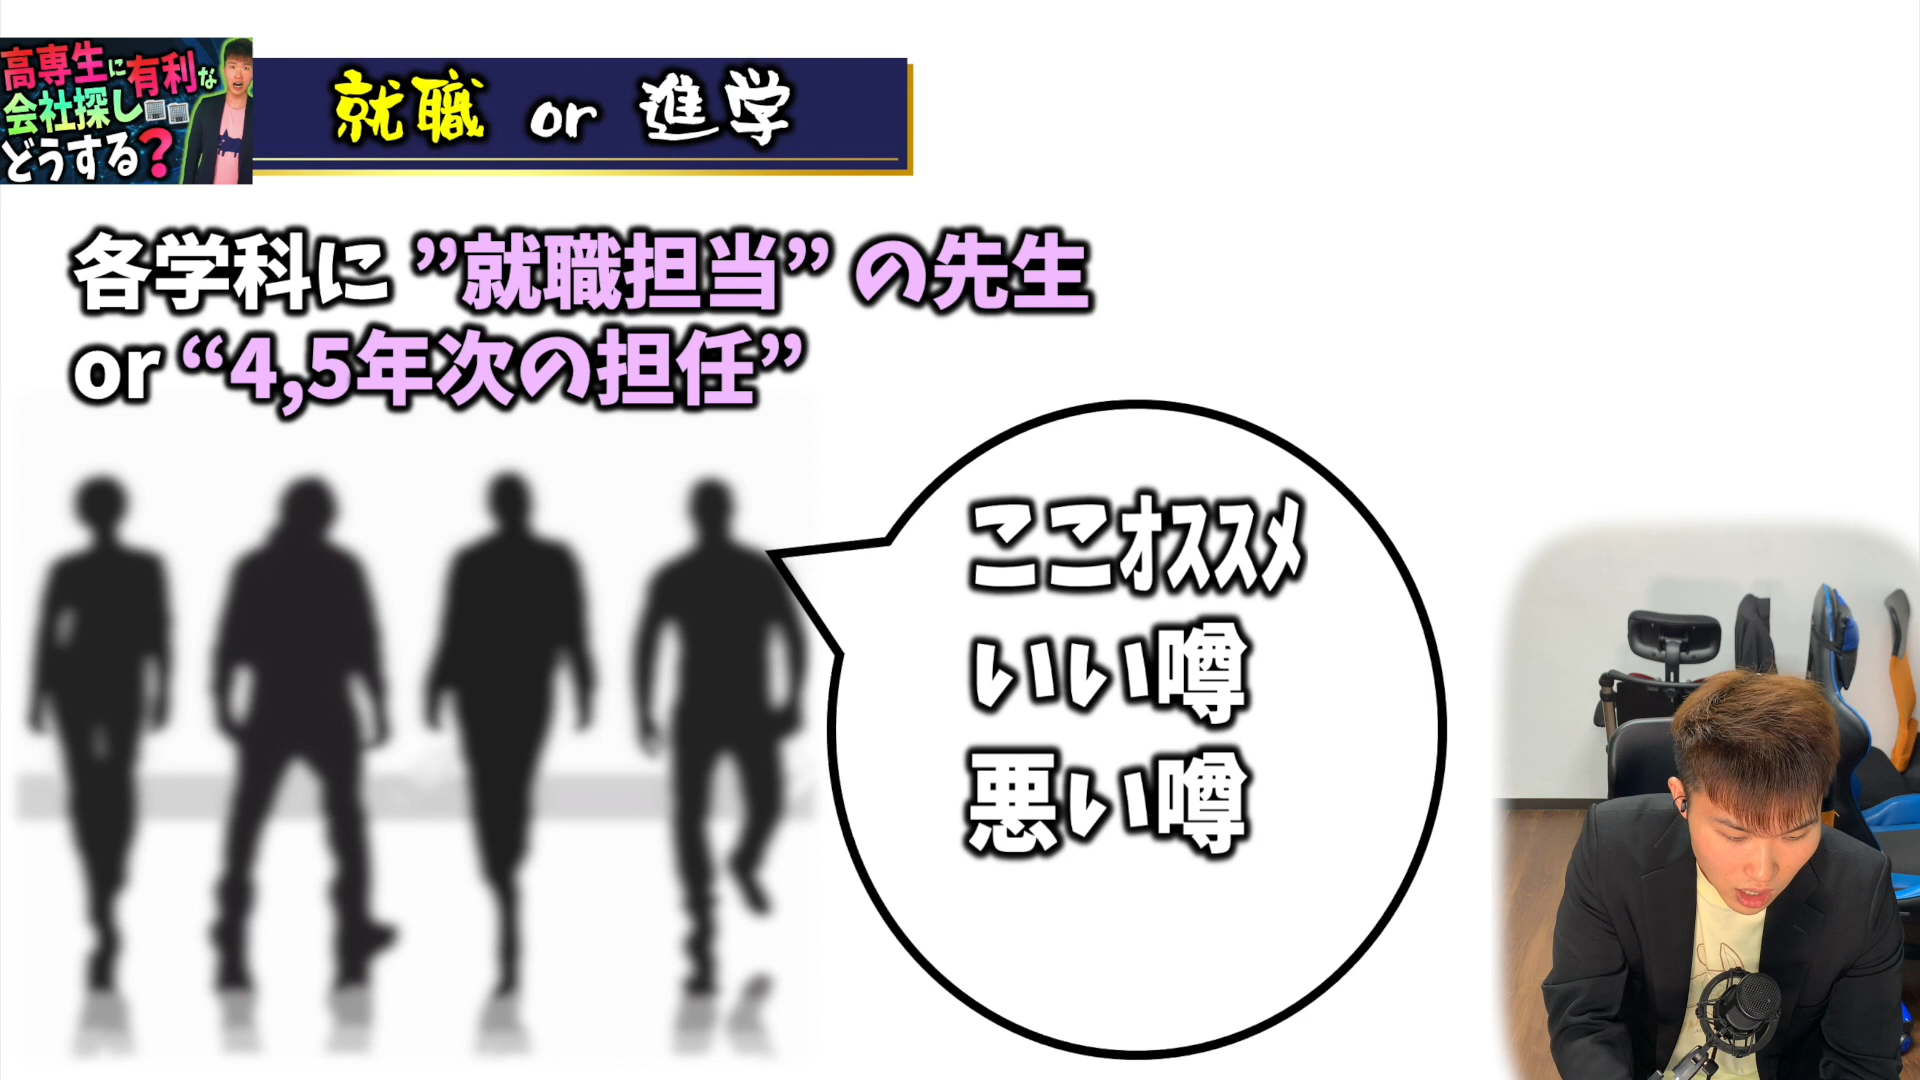 高専生に有利な
会社探し
どうする?
就職 or 進学
各学科に ”就職担当” の先生
or “4,5年次の担任”
ここｵｽｽﾒ
いい噂
悪い噂